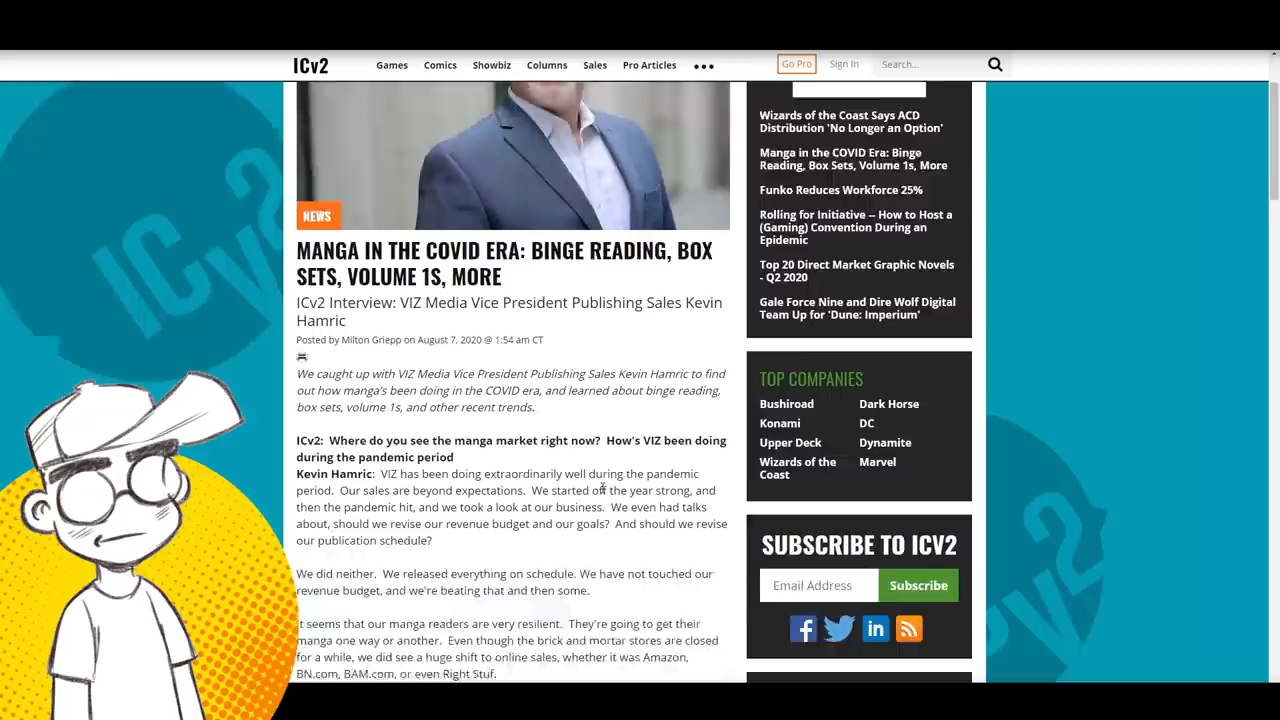 ICv2
Games
Comics
Showbiz
Columns
Sales
Pro Articles
Go Pro
Sign In
Search...
NEWS
MANGA IN THE COVID ERA: BINGE READING, BOX
SETS, VOLUME 1S, MORE
ICv2 Interview: VIZ Media Vice President Publishing Sales Kevin
Hamric
Posted by Milton Griepp on August 7, 2020 @ 1:54 am CT
We caught up with VIZ Media Vice President Publishing Sales Kevin Hamric to find
out how manga's been doing in the COVID era, and learned about binge reading,
box sets, volume 1s, and other recent trends.
ICv2: Where do you see the manga market right now? How's VIZ been doing
during the pandemic period
Kevin Hamric: VIZ has been doing extraordinarily well during the pandemic
period. Our sales are beyond expectations. We started off the year strong, and
then the pandemic hit, and we took a look at our business. We even had talks
about, should we revise our revenue budget and our goals? And should we revise
our publication schedule?
We did neither. We released everything on schedule. We have not touched our
revenue budget, and we're beating that and then some.
It seems that our manga readers are very resilient. They're going to get their
manga one way or another. Even though the brick and mortar stores are closed
for a while, we did see a huge shift to online sales, whether it was Amazon,
BN.com, BAM.com, or even Right Stuf.
Wizards of the Coast Says ACD
Distribution 'No Longer an Option'
Manga in the COVID Era: Binge
Reading, Box Sets, Volume 1s, More
Funko Reduces Workforce 25%
Rolling for Initiative -- How to Host a
(Gaming) Convention During an
Epidemic
Top 20 Direct Market Graphic Novels
- Q2 2020
Gale Force Nine and Dire Wolf Digital
Team Up for 'Dune: Imperium'
TOP COMPANIES
Bushiroad
Dark Horse
Konami
DC
Upper Deck
Dynamite
Wizards of the
Coast
Marvel
SUBSCRIBE TO ICV2
Email Address
Subscribe
ICv2
ICv2